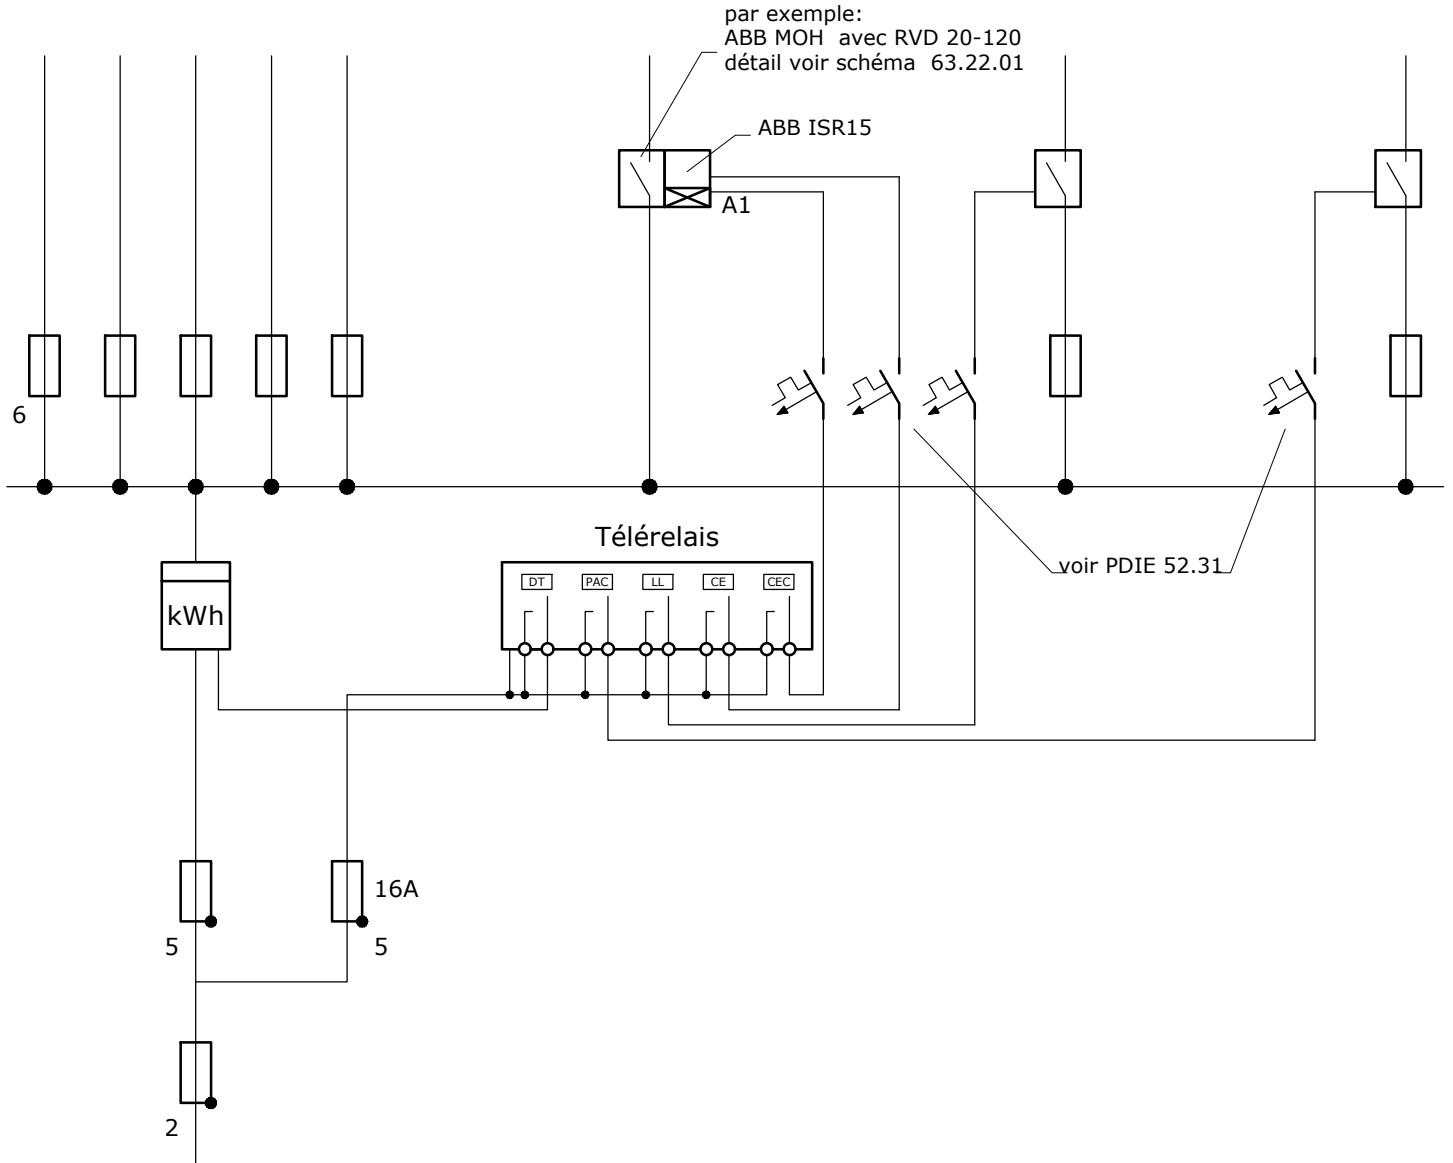 par exemple:
ABB MOH avec RVD 20-120
détail voir schéma 63.22.01
ABB ISR15
A1
6
Télérelais
voir PDIE 52.31
DT PAC LL CE CEC
kWh
16A
5
5
2